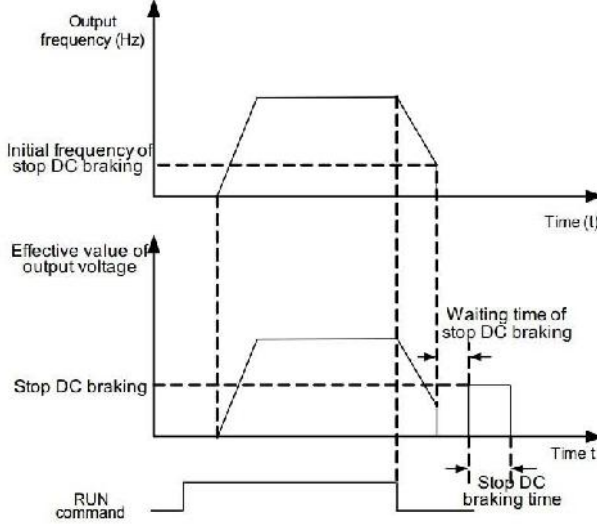 Output
frequency (Hz)
Initial frequency of
stop DC braking
Time (t)
Effective value of
output voltage
Waiting time of
stop DC braking
Stop DC braking
Time t
Stop DC
braking time
RUN
command